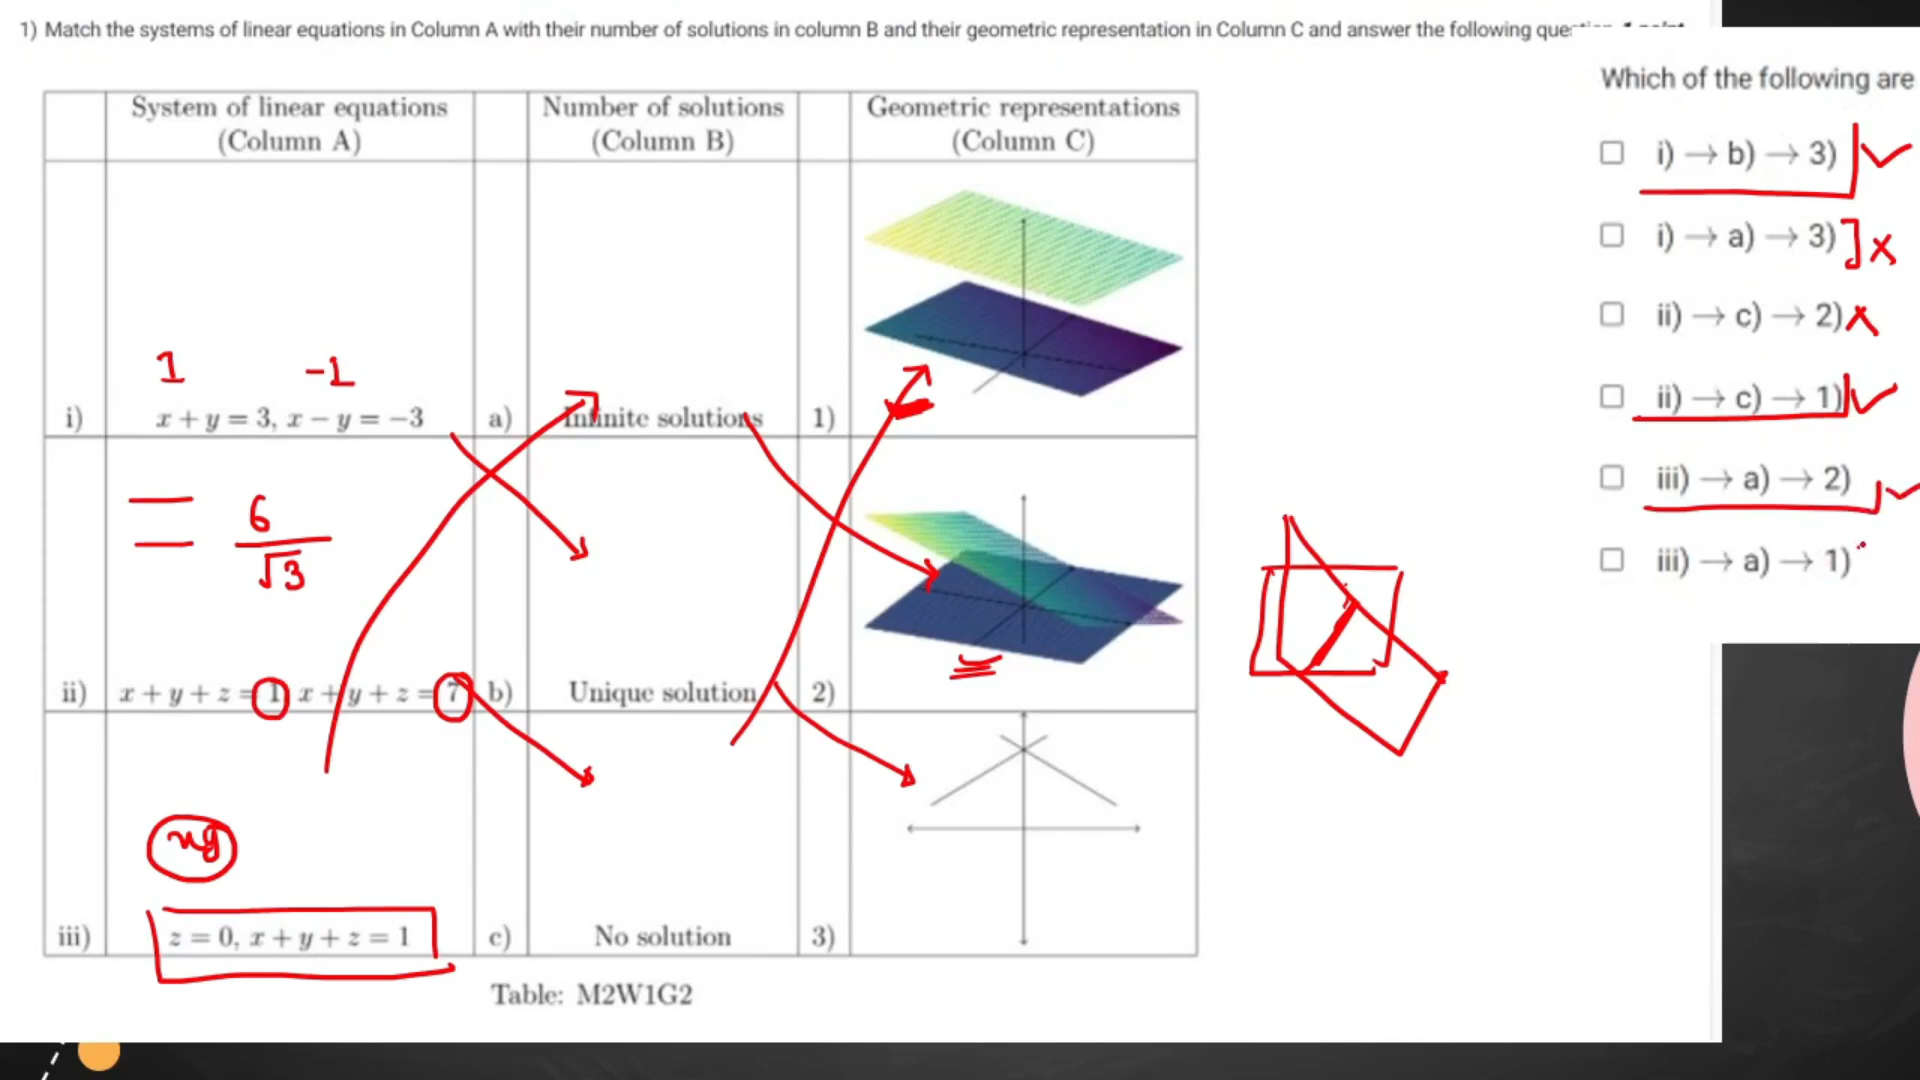 1) Match the systems of linear equations in Column A with their number of solutions in column B and their geometric representation in Column C and answer the following
System of linear equations (Column A)
Number of solutions (Column B)
Geometric representations (Column C)
1 -1
i) x + y = 3, x − y = −3 a) Infinite solutions 1)
= 6/√3
ii) x + y + z = 1, x + y + z = 7 b) Unique solution 2)
xy
iii) z = 0, x + y + z = 1 c) No solution 3)
Table: M2W1G2
Which of the following are
i) → b) → 3)
i) → a) → 3)
ii) → c) → 2)
ii) → c) → 1)
iii) → a) → 2)
iii) → a) → 1)